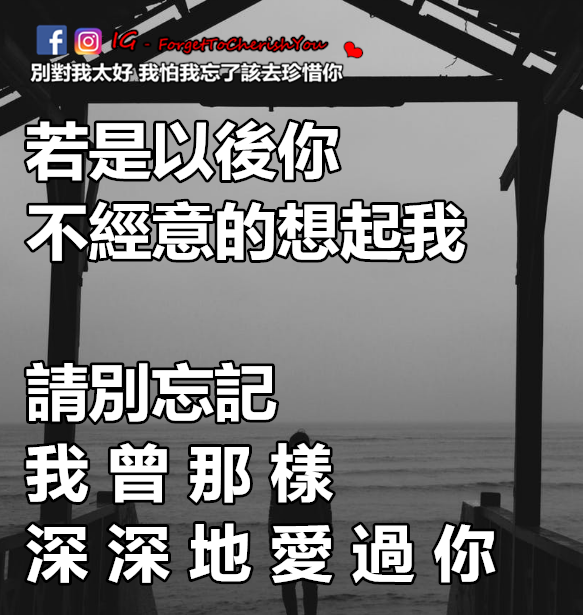 IG - ForgetToCherishYou
別對我太好 我怕我忘了該去珍惜你
若是以後你
不經意的想起我
請別忘記
我曾那樣
深深地愛過你